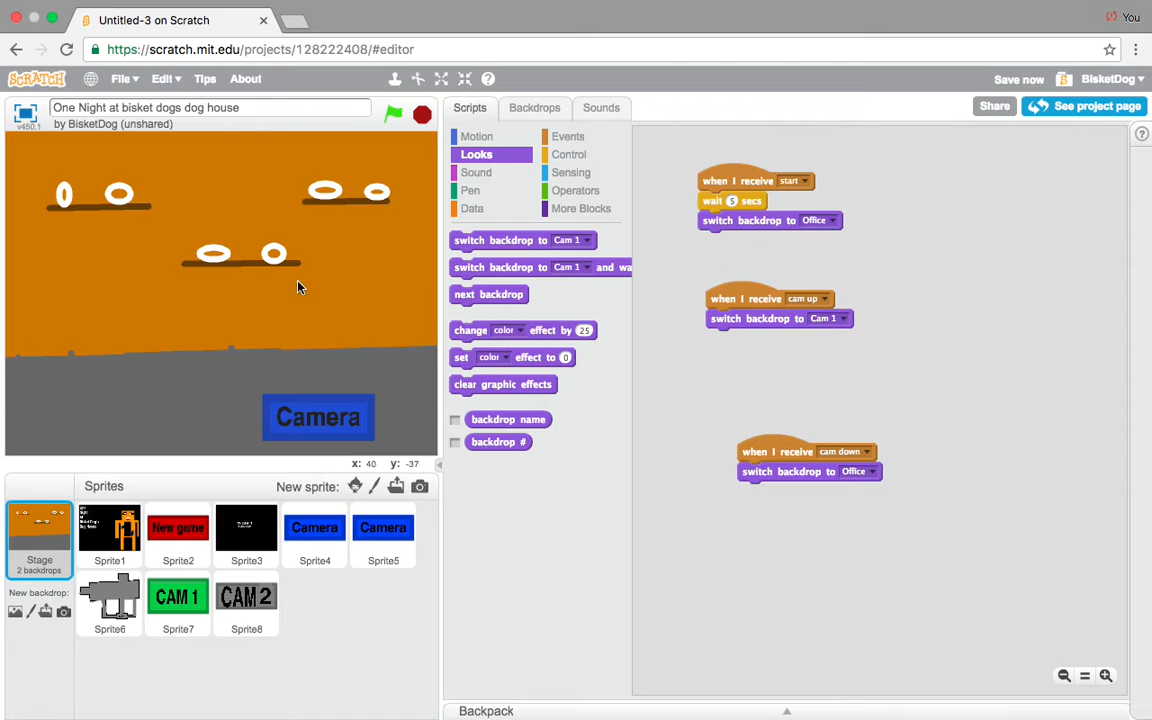 Untitled-3 on Scratch
You
https://scratch.mit.edu/projects/128222408/#editor
SCRATCH File Edit Tips About Save now BisketDog
v450.1
One Night at bisket dogs dog house
by BisketDog (unshared)
Scripts Backdrops Sounds
Share See project page
Motion Events
Looks Control
Sound Sensing
Pen Operators
Data More Blocks
switch backdrop to Cam 1
switch backdrop to Cam 1 and wa
next backdrop
change color effect by 25
set color effect to 0
clear graphic effects
backdrop name
backdrop #
when I receive start
wait 5 secs
switch backdrop to Office
when I receive cam up
switch backdrop to Cam 1
when I receive cam down
switch backdrop to Office
Camera
x: 40 y: -37
Sprites New sprite:
Stage
2 backdrops
New backdrop:
New game
Camera
Camera
Sprite1 Sprite2 Sprite3 Sprite4 Sprite5
CAM 1
CAM 2
Sprite6 Sprite7 Sprite8
Backpack